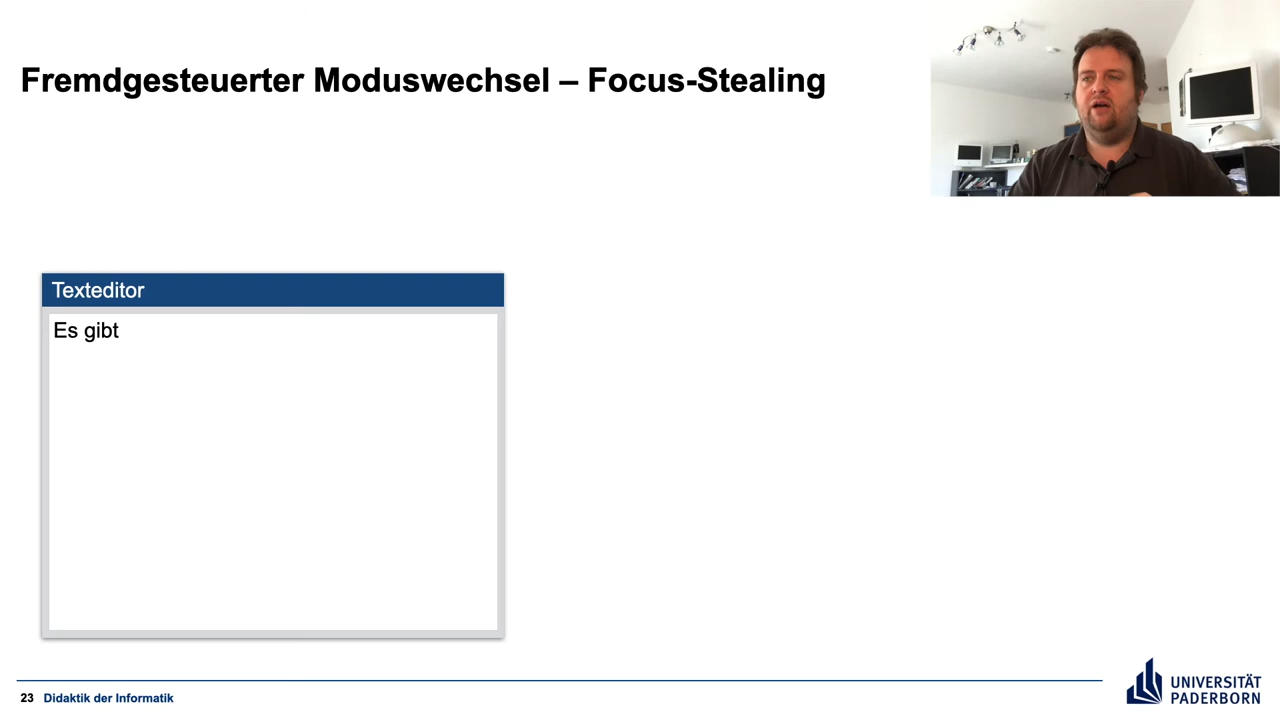 Fremdgesteuerter Moduswechsel – Focus-Stealing
Texteditor
Es gibt
23 Didaktik der Informatik
UNIVERSITÄT
PADERBORN